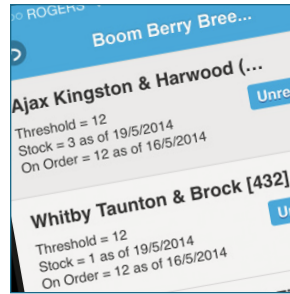 ROGERS
Boom Berry Bree...
Ajax Kingston & Harwood (...
Unre
Threshold = 12
Stock = 3 as of 19/5/2014
On Order = 12 as of 16/5/2014
Whitby Taunton & Brock [432]
Threshold = 12
Stock = 1 as of 19/5/2014
On Order = 12 as of 16/5/2014